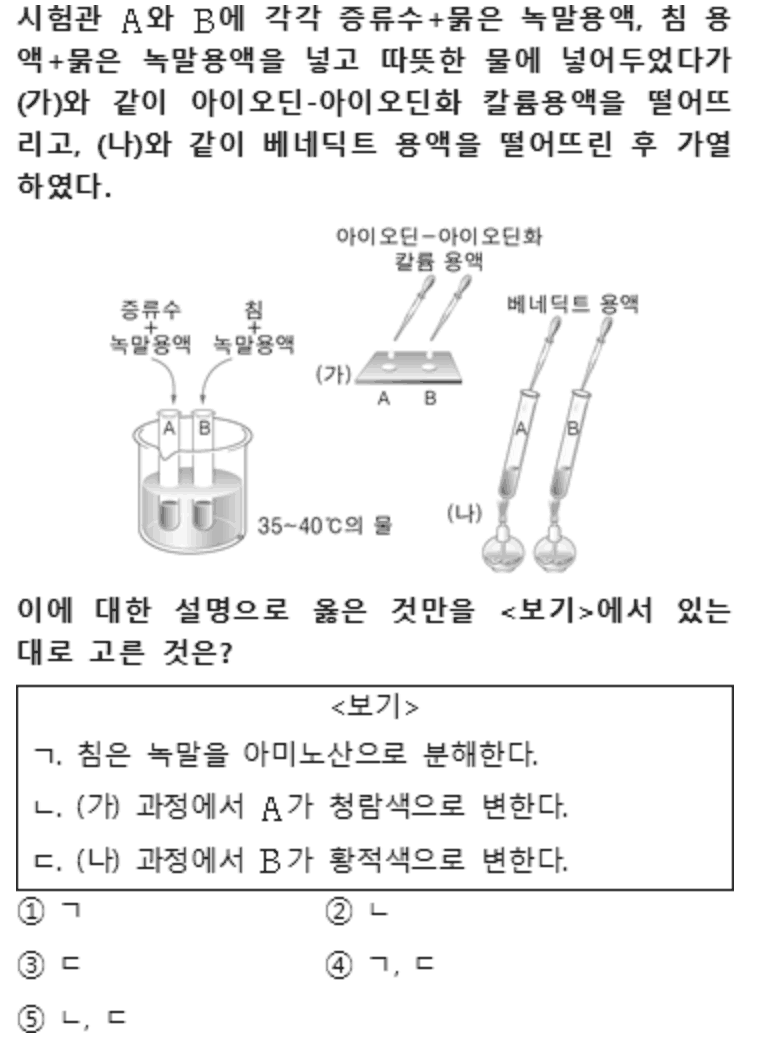 시험관 A와 B에 각각 증류수+묽은 녹말용액, 침 용
액+묽은 녹말용액을 넣고 따뜻한 물에 넣어두었다가
(가)와 같이 아이오딘-아이오딘화 칼륨용액을 떨어뜨
리고, (나)와 같이 베네딕트 용액을 떨어뜨린 후 가열
하였다.
아이오딘-아이오딘화
칼륨 용액
증류수
+
녹말용액
침
+
녹말용액
A B
35~40℃의 물
(가)
A B
베네딕트 용액
A B
(나)
이에 대한 설명으로 옳은 것만을 <보기>에서 있는
대로 고른 것은?
<보기>
ㄱ. 침은 녹말을 아미노산으로 분해한다.
ㄴ. (가) 과정에서 A가 청람색으로 변한다.
ㄷ. (나) 과정에서 B가 황적색으로 변한다.
① ㄱ ② ㄴ
③ ㄷ ④ ㄱ, ㄷ
⑤ ㄴ, ㄷ